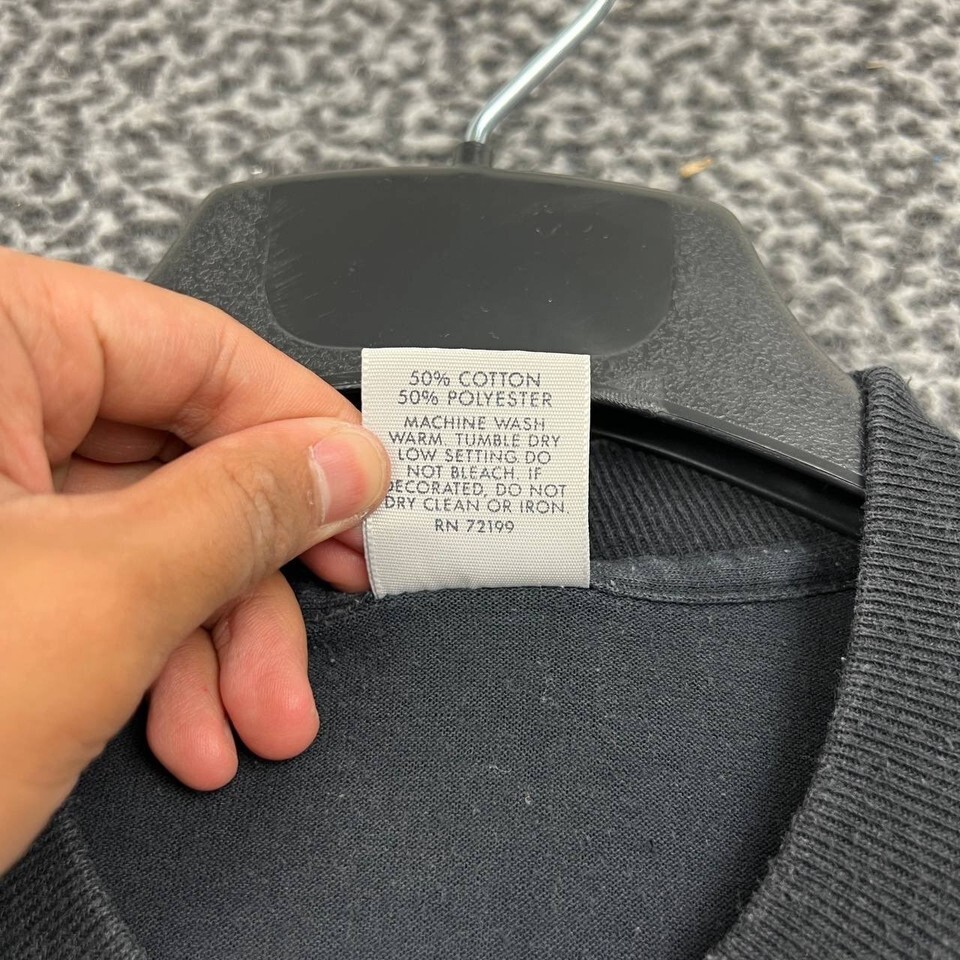 50% COTTON
50% POLYESTER
MACHINE WASH
WARM. TUMBLE DRY
LOW SETTING DO
NOT BLEACH. IF
DECORATED, DO NOT
DRY CLEAN OR IRON.
RN 72199